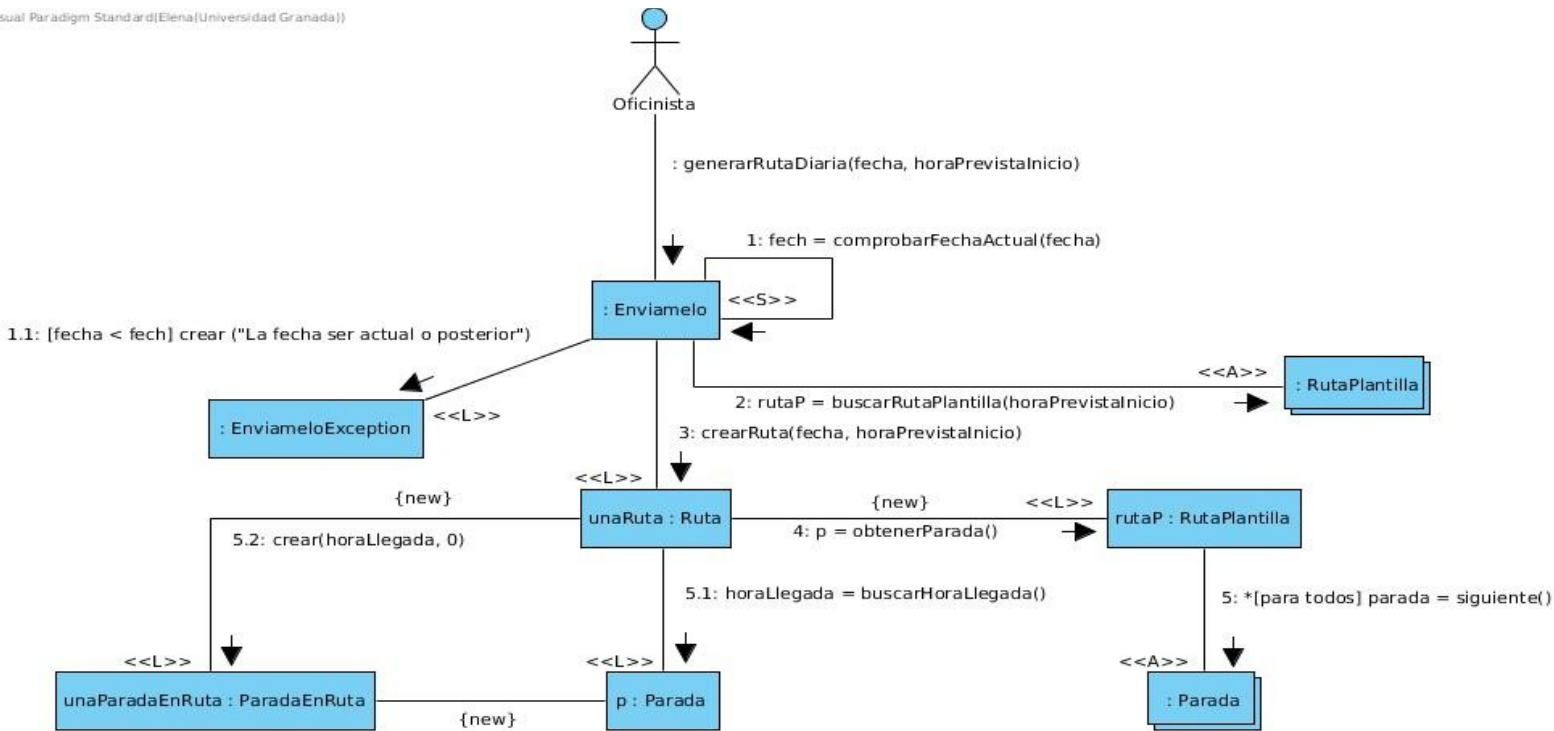 sual Paradigm Standard(Elena(Universidad Granada))
Oficinista
: generarRutaDiaria(fecha, horaPrevistaInicio)
1: fech = comprobarFechaActual(fecha)
: Enviamelo
<<S>>
1.1: [fecha < fech] crear ("La fecha ser actual o posterior")
<<A>>
: RutaPlantilla
2: rutaP = buscarRutaPlantilla(horaPrevistaInicio)
: EnviameloException
<<L>>
3: crearRuta(fecha, horaPrevistaInicio)
<<L>>
{new}
{new}
<<L>>
unaRuta : Ruta
rutaP : RutaPlantilla
5.2: crear(horaLlegada, 0)
4: p = obtenerParada()
5.1: horaLlegada = buscarHoraLlegada()
5: *[para todos] parada = siguiente()
<<L>>
<<L>>
<<A>>
unaParadaEnRuta : ParadaEnRuta
p : Parada
: Parada
{new}